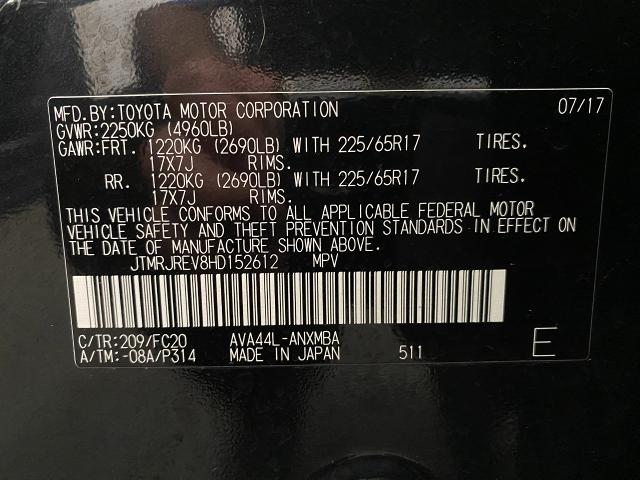 MFD.BY:TOYOTA MOTOR CORPORATION 07/17
GVWR:2250KG (4960LB)
GAWR:FRT. 1220KG (2690LB) WITH 225/65R17 TIRES.
17X7J RIMS.
RR. 1220KG (2690LB) WITH 225/65R17 TIRES.
17X7J RIMS.
THIS VEHICLE CONFORMS TO ALL APPLICABLE FEDERAL MOTOR
VEHICLE SAFETY AND THEFT PREVENTION STANDARDS IN EFFECT ON
THE DATE OF MANUFACTURE SHOWN ABOVE.
JTMRJREV8HD152612 MPV
C/TR:209/FC20 AVA44L-ANXMBA
A/TM:-08A/P314 MADE IN JAPAN 511 E